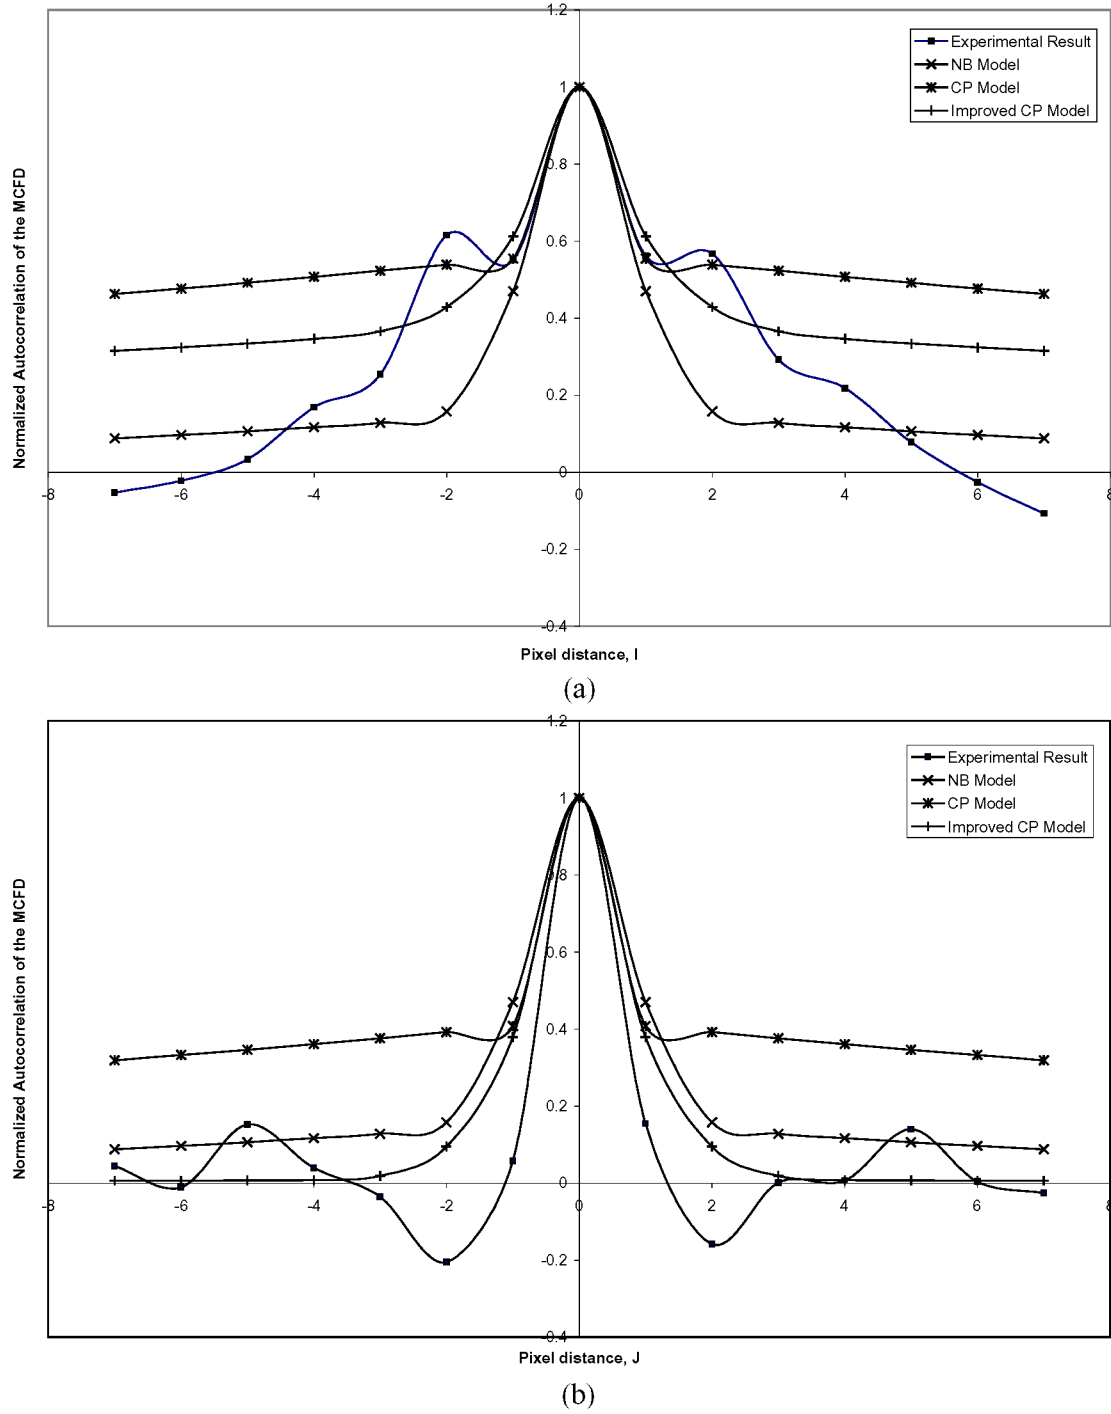 1.2
Experimental Result
NB Model
CP Model
Improved CP Model
1
0.8
0.6
0.4
0.2
0
-8 -6 -4 -2 0 2 4 6 8
-0.2
-0.4
Normalized Autocorrelation of the MCFD
Pixel distance, I
(a)
1.2
Experimental Result
NB Model
CP Model
Improved CP Model
1
0.8
0.6
0.4
0.2
0
-8 -6 -4 -2 0 2 4 6 8
-0.2
-0.4
Normalized Autocorrelation of the MCFD
Pixel distance, J
(b)